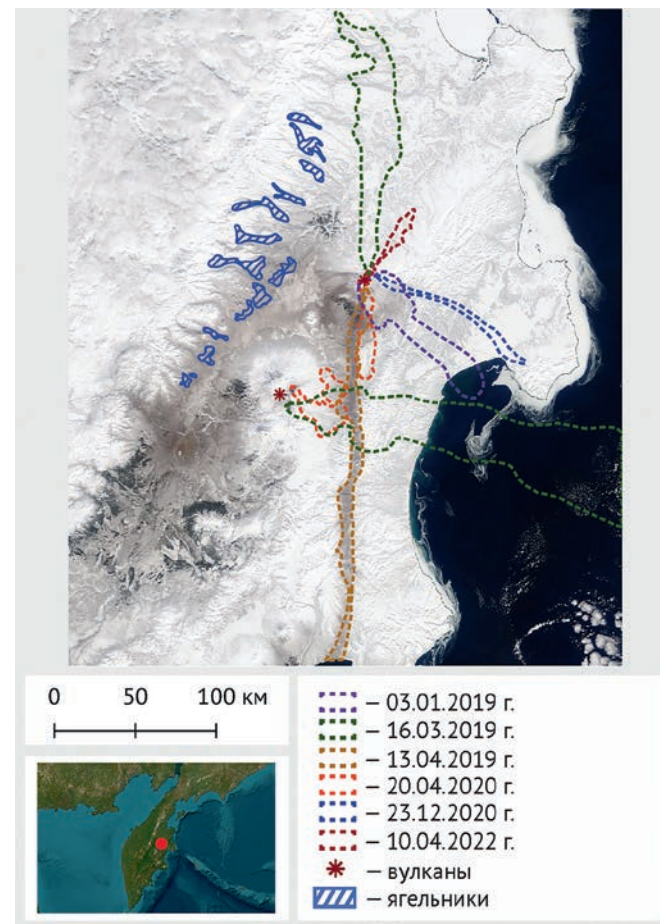 0 50 100 км
– 03.01.2019 г.
– 16.03.2019 г.
– 13.04.2019 г.
– 20.04.2020 г.
– 23.12.2020 г.
– 10.04.2022 г.
– вулканы
– ягельники